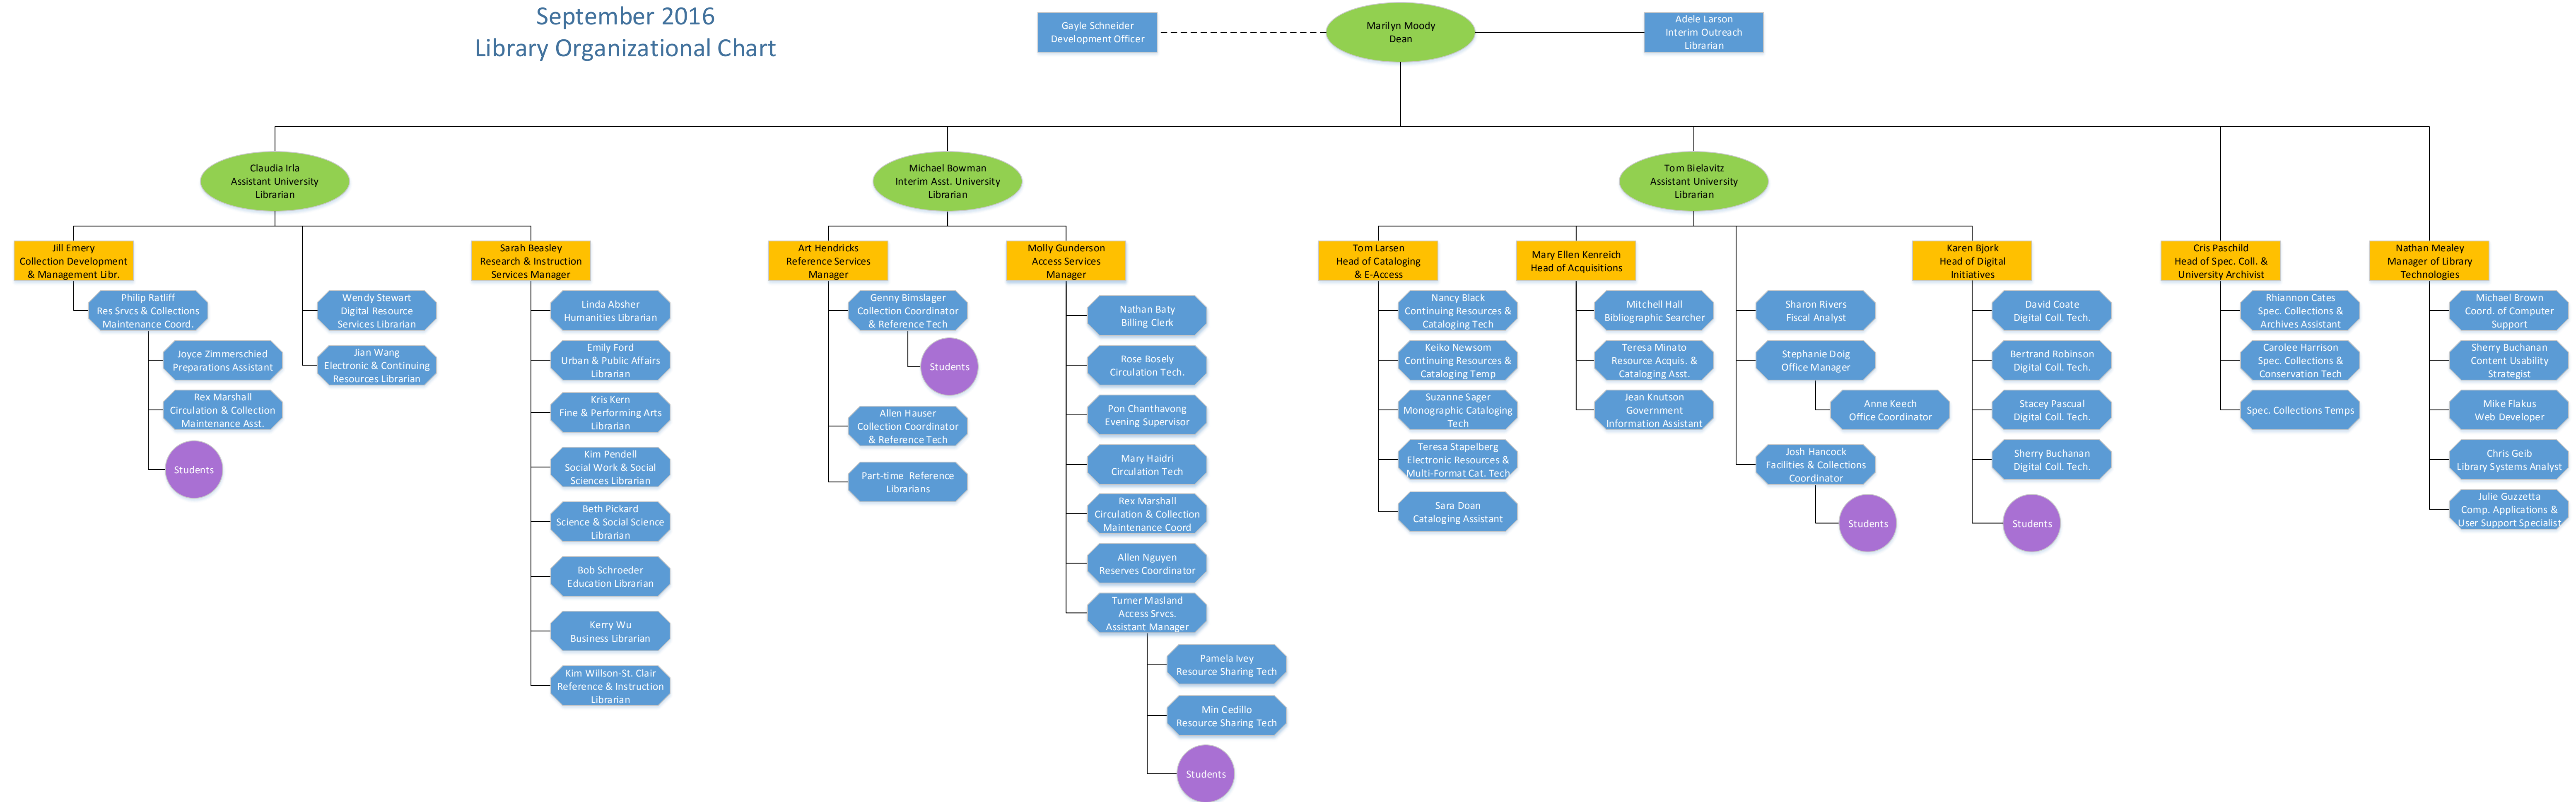 September 2016
Library Organizational Chart
Gayle Schneider
Development Officer
Marilyn Moody
Dean
Adele Larson
Interim Outreach
Librarian
Claudia Irla
Assistant University
Librarian
Michael Bowman
Interim Asst. University
Librarian
Tom Bielavitz
Assistant University
Librarian
Jill Emery
Collection Development
& Management Libr.
Philip Ratliff
Res Srvcs & Collections
Maintenance Coord.
Joyce Zimmerschied
Preparations Assistant
Rex Marshall
Circulation & Collection
Maintenance Asst.
Students
Wendy Stewart
Digital Resource
Services Librarian
Jian Wang
Electronic & Continuing
Resources Librarian
Sarah Beasley
Research & Instruction
Services Manager
Linda Absher
Humanities Librarian
Emily Ford
Urban & Public Affairs
Librarian
Kris Kern
Fine & Performing Arts
Librarian
Kim Pendell
Social Work & Social
Sciences Librarian
Beth Pickard
Science & Social Science
Librarian
Bob Schroeder
Education Librarian
Kerry Wu
Business Librarian
Kim Willson-St. Clair
Reference & Instruction
Librarian
Art Hendricks
Reference Services
Manager
Genny Bimslager
Collection Coordinator
& Reference Tech
Students
Allen Hauser
Collection Coordinator
& Reference Tech
Part-time Reference
Librarians
Molly Gunderson
Access Services
Manager
Nathan Baty
Billing Clerk
Rose Bosely
Circulation Tech.
Pon Chanthavong
Evening Supervisor
Mary Haidri
Circulation Tech
Rex Marshall
Circulation & Collection
Maintenance Coord
Allen Nguyen
Reserves Coordinator
Turner Masland
Access Srvcs.
Assistant Manager
Pamela Ivey
Resource Sharing Tech
Min Cedillo
Resource Sharing Tech
Students
Tom Larsen
Head of Cataloging
& E-Access
Nancy Black
Continuing Resources &
Cataloging Tech
Keiko Newsom
Continuing Resources &
Cataloging Temp
Suzanne Sager
Monographic Cataloging
Tech
Teresa Stapelberg
Electronic Resources &
Multi-Format Cat. Tech
Sara Doan
Cataloging Assistant
Mary Ellen Kenreich
Head of Acquisitions
Mitchell Hall
Bibliographic Searcher
Teresa Minato
Resource Acquis. &
Cataloging Asst.
Jean Knutson
Government
Information Assistant
Sharon Rivers
Fiscal Analyst
Stephanie Doig
Office Manager
Anne Keech
Office Coordinator
Josh Hancock
Facilities & Collections
Coordinator
Students
Karen Bjork
Head of Digital
Initiatives
David Coate
Digital Coll. Tech.
Bertrand Robinson
Digital Coll. Tech.
Stacey Pascual
Digital Coll. Tech.
Sherry Buchanan
Digital Coll. Tech.
Students
Cris Paschild
Head of Spec. Coll. &
University Archivist
Rhiannon Cates
Spec. Collections &
Archives Assistant
Carolee Harrison
Spec. Collections &
Conservation Tech
Spec. Collections Temps
Nathan Mealey
Manager of Library
Technologies
Michael Brown
Coord. of Computer
Support
Sherry Buchanan
Content Usability
Strategist
Mike Flakus
Web Developer
Chris Geib
Library Systems Analyst
Julie Guzzetta
Comp. Applications &
User Support Specialist